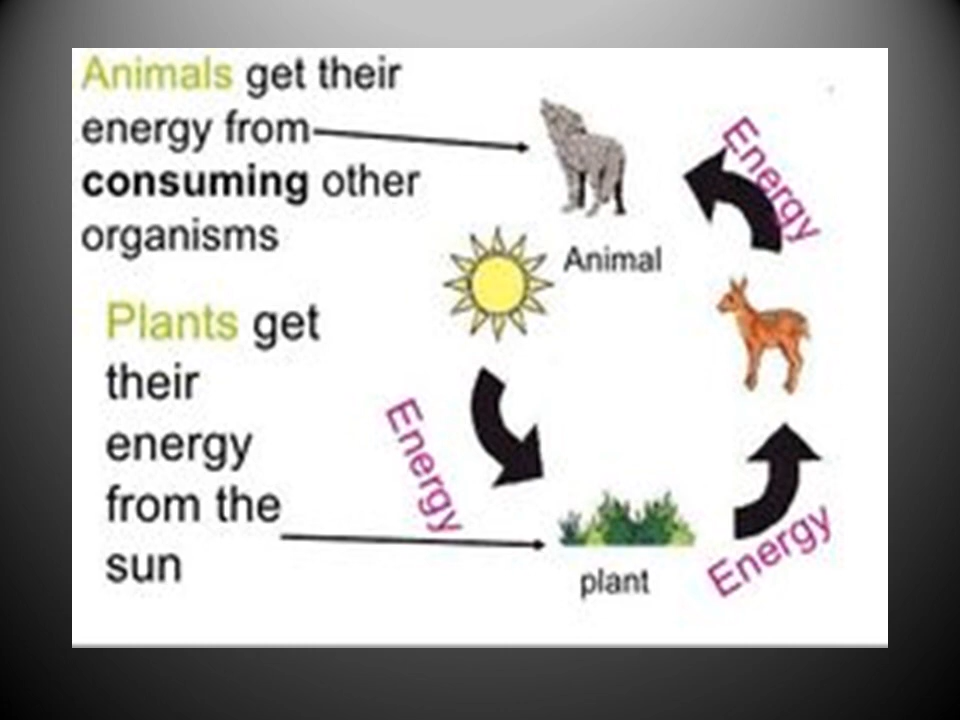 Animals get their
energy from
consuming other
organisms
Energy
Animal
Plants get
their
energy
from the
sun
Energy
plant
Energy